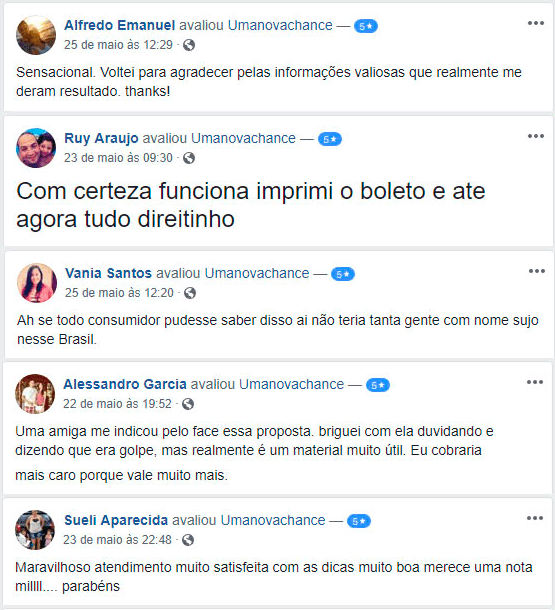 Alfredo Emanuel avaliou Umanovachance — 5★
25 de maio às 12:29 ·
Sensacional. Voltei para agradecer pelas informações valiosas que realmente me
deram resultado. thanks!
Ruy Araujo avaliou Umanovachance — 5★
23 de maio às 09:30 ·
Com certeza funciona imprimi o boleto e ate
agora tudo direitinho
Vania Santos avaliou Umanovachance — 5★
25 de maio às 12:20 ·
Ah se todo consumidor pudesse saber disso ai não teria tanta gente com nome sujo
nesse Brasil.
Alessandro Garcia avaliou Umanovachance — 5★
22 de maio às 19:52 ·
Uma amiga me indicou pelo face essa proposta. briguei com ela duvidando e
dizendo que era golpe, mas realmente é um material muito útil. Eu cobraria
mais caro porque vale muito mais.
Sueli Aparecida avaliou Umanovachance — 5★
23 de maio às 22:48 ·
Maravilhoso atendimento muito satisfeita com as dicas muito boa merece uma nota
milllll.... parabéns